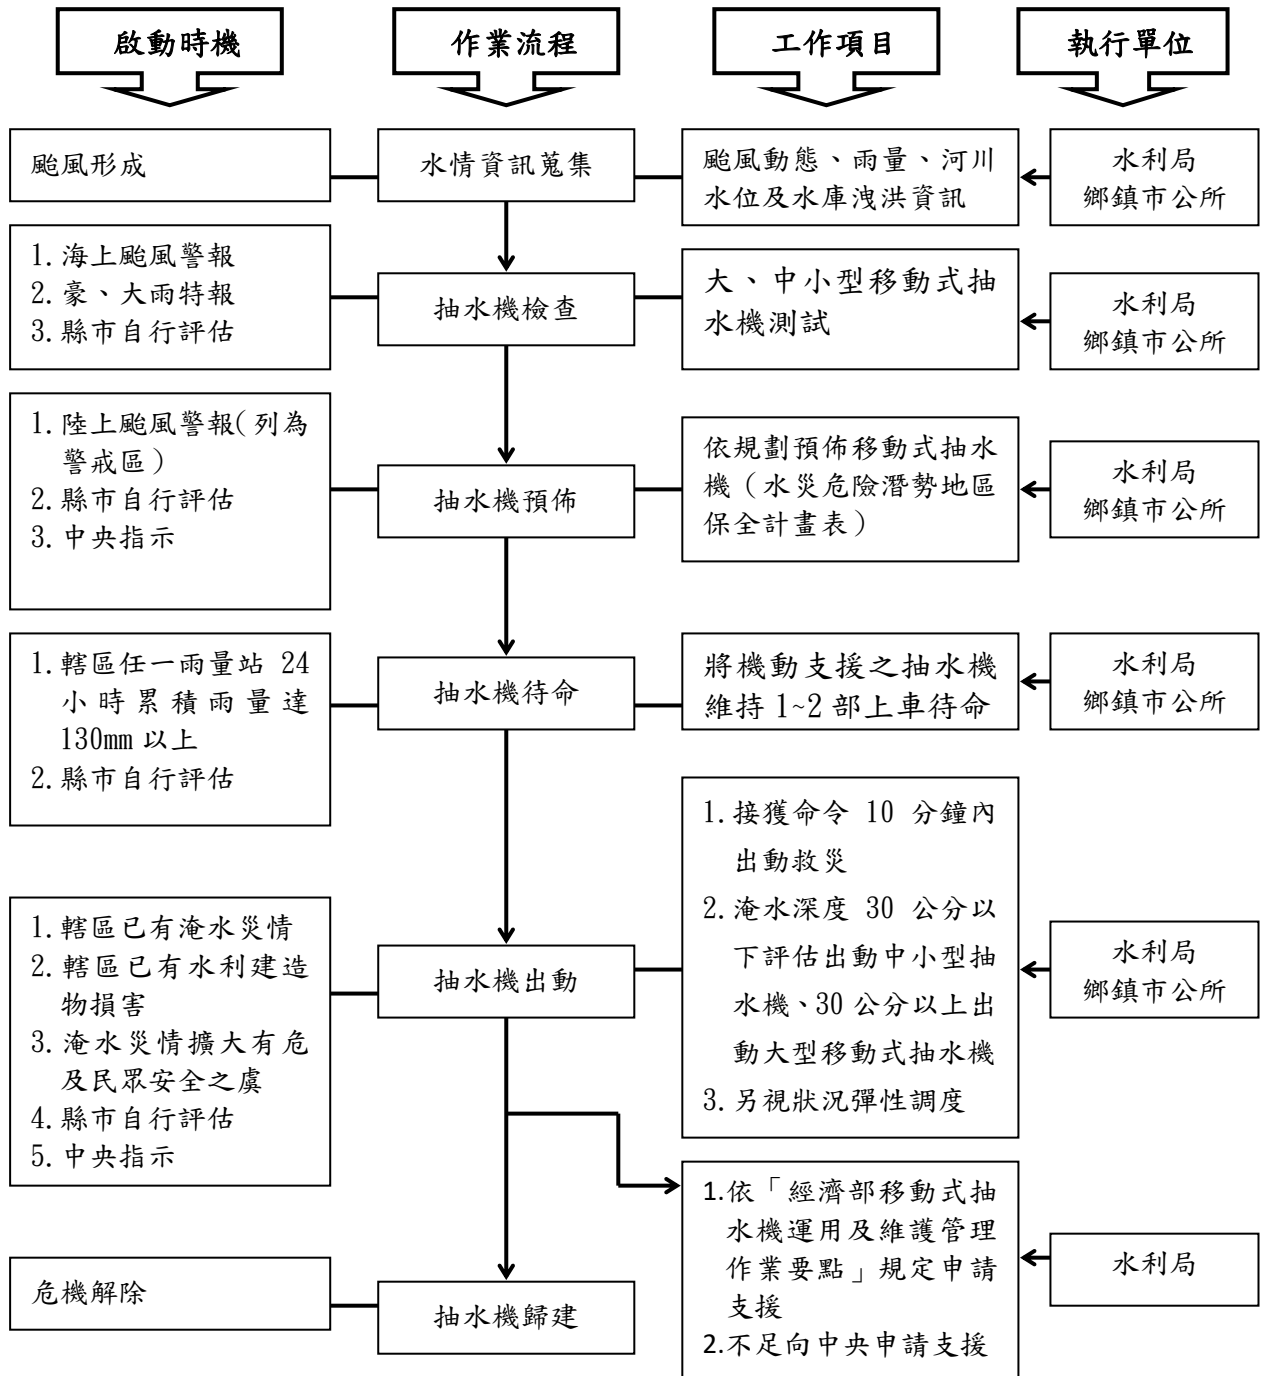 啟動時機
作業流程
工作項目
執行單位
颱風形成
水情資訊蒐集
颱風動態、雨量、河川
水位及水庫洩洪資訊
水利局
鄉鎮市公所
1.海上颱風警報
2.豪、大雨特報
3.縣市自行評估
抽水機檢查
大、中小型移動式抽
水機測試
水利局
鄉鎮市公所
1.陸上颱風警報(列為
警戒區)
2.縣市自行評估
3.中央指示
抽水機預佈
依規劃預佈移動式抽水
機(水災危險潛勢地區
保全計畫表)
水利局
鄉鎮市公所
1.轄區任一雨量站 24
小時累積雨量達
130mm 以上
2.縣市自行評估
抽水機待命
將機動支援之抽水機
維持 1~2 部上車待命
水利局
鄉鎮市公所
1.轄區已有淹水災情
2.轄區已有水利建造
物損害
3.淹水災情擴大有危
及民眾安全之虞
4.縣市自行評估
5.中央指示
抽水機出動
1.接獲命令 10 分鐘內
出動救災
2.淹水深度 30 公分以
下評估出動中小型抽
水機、30 公分以上出
動大型移動式抽水機
3.另視狀況彈性調度
水利局
鄉鎮市公所
危機解除
抽水機歸建
1.依「經濟部移動式抽
水機運用及維護管理
作業要點」規定申請
支援
2.不足向中央申請支援
水利局